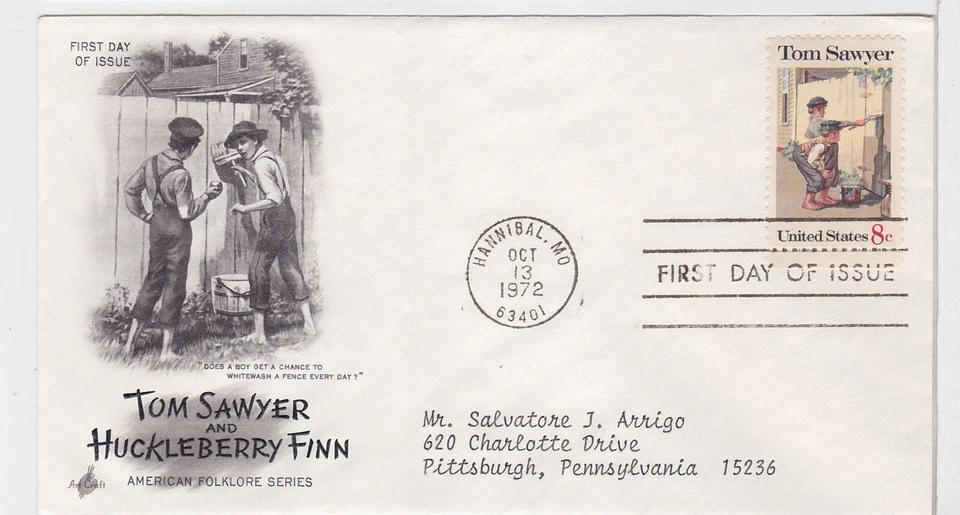 FIRST DAY
OF ISSUE
"DOES A BOY GET A CHANCE TO
WHITEWASH A FENCE EVERY DAY?"
TOM SAWYER
AND
HUCKLEBERRY FINN
Art Craft
AMERICAN FOLKLORE SERIES
HANNIBAL, MO
OCT
13
1972
63401
Tom Sawyer
United States 8c
FIRST DAY OF ISSUE
Mr. Salvatore J. Arrigo
620 Charlotte Drive
Pittsburgh, Pennsylvania 15236